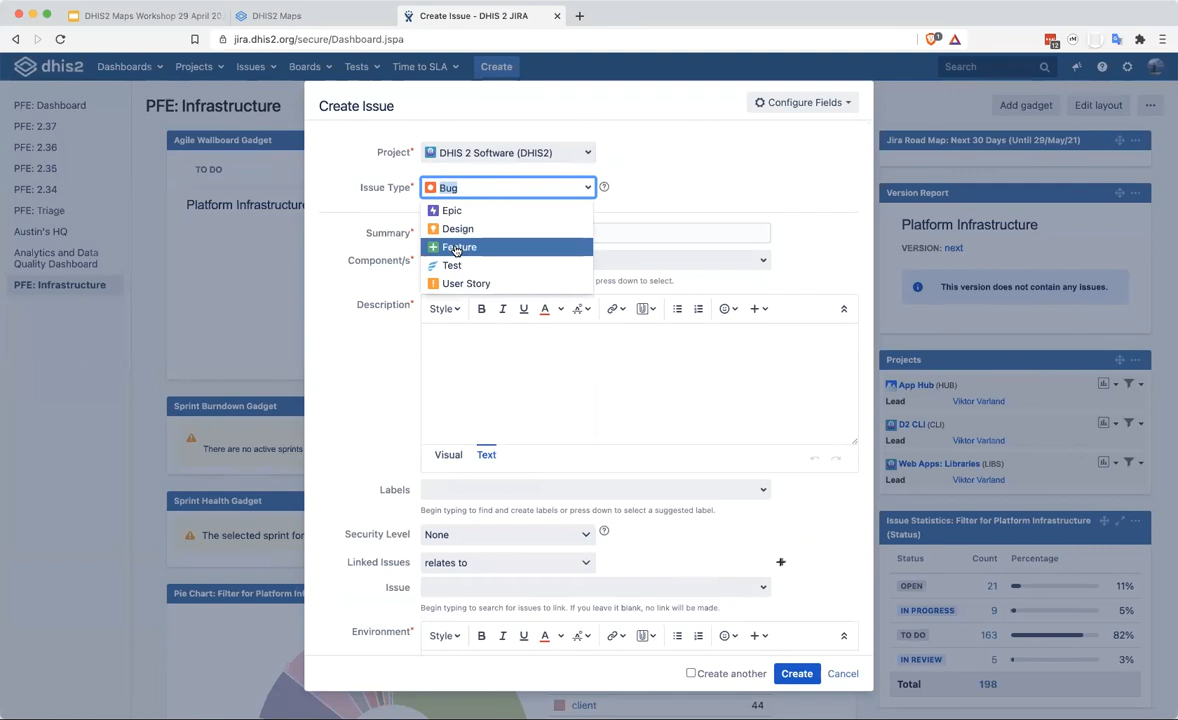 DHIS2 Maps Workshop 29 April 20
DHIS2 Maps
Create Issue - DHIS 2 JIRA
jira.dhis2.org/secure/Dashboard.jspa
1
12
dhis2
Dashboards
Projects
Issues
Boards
Tests
Time to SLA
Create
Search
PFE: Dashboard
PFE: 2.37
PFE: 2.36
PFE: 2.35
PFE: 2.34
PFE: Triage
Austin's HQ
Analytics and Data
Quality Dashboard
PFE: Infrastructure
PFE: Infrastructure
Add gadget
Edit layout
Agile Wallboard Gadget
TO DO
Platform Infrastructure
Sprint Burndown Gadget
There are no active sprints
Sprint Health Gadget
The selected sprint for
Pie Chart: Filter for Platform In
Create Issue
Configure Fields
Project*
DHIS 2 Software (DHIS2)
Issue Type*
Bug
Epic
Design
Feature
Test
User Story
Summary*
Component/s*
press down to select.
Description*
Style
B I U A
Visual
Text
Labels
Begin typing to find and create labels or press down to select a suggested label.
Security Level
None
Linked Issues
relates to
Issue
Begin typing to search for issues to link. If you leave it blank, no link will be made.
Environment*
Style
B I U A
Create another
Create
Cancel
Jira Road Map: Next 30 Days (Until 29/May/21)
Version Report
Platform Infrastructure
VERSION: next
This version does not contain any issues.
Projects
App Hub (HUB)
Lead Viktor Varland
D2 CLI (CLI)
Lead Viktor Varland
Web Apps: Libraries (LIBS)
Lead Viktor Varland
Issue Statistics: Filter for Platform Infrastructure
(Status)
Status Count Percentage
OPEN 21 11%
IN PROGRESS 9 5%
TO DO 163 82%
IN REVIEW 5 3%
Total 198
client 44